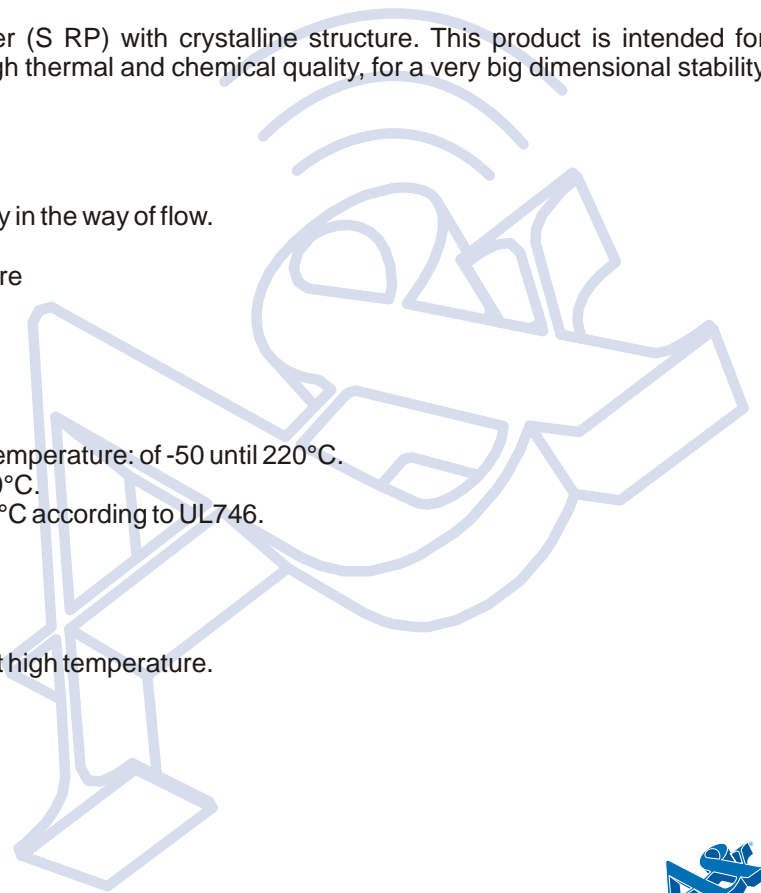 er (S RP) with crystalline structure. This product is intended for
gh thermal and chemical quality, for a very big dimensional stability
y in the way of flow.
re
emperature: of -50 until 220°C.
0°C.
°C according to UL746.
t high temperature.